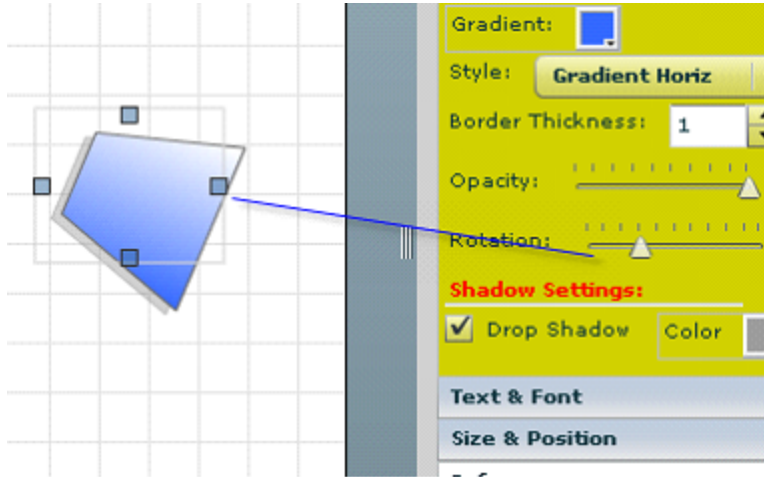 Gradient:
Style: Gradient Horiz
Border Thickness: 1
Opacity:
Rotation:
Shadow Settings:
Drop Shadow Color
Text & Font
Size & Position